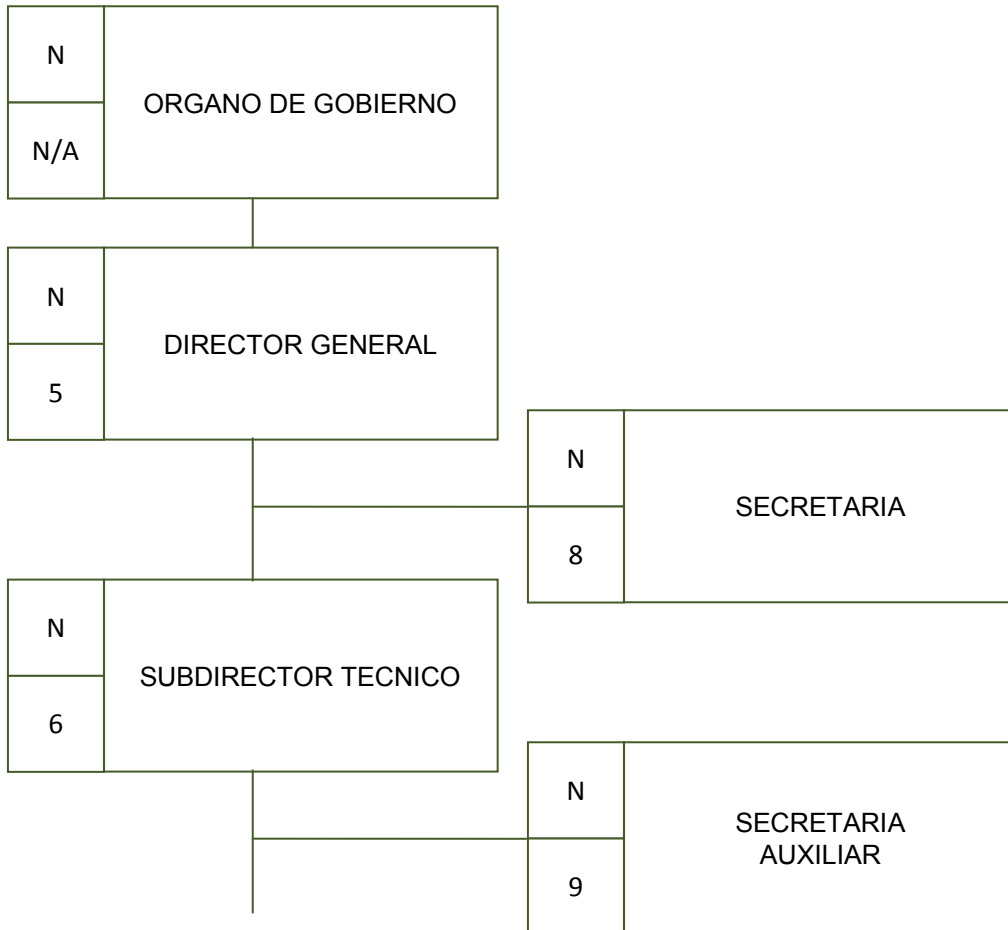 N
N/A
ORGANO DE GOBIERNO
N
5
DIRECTOR GENERAL
N
8
SECRETARIA
N
6
SUBDIRECTOR TECNICO
N
9
SECRETARIA
AUXILIAR